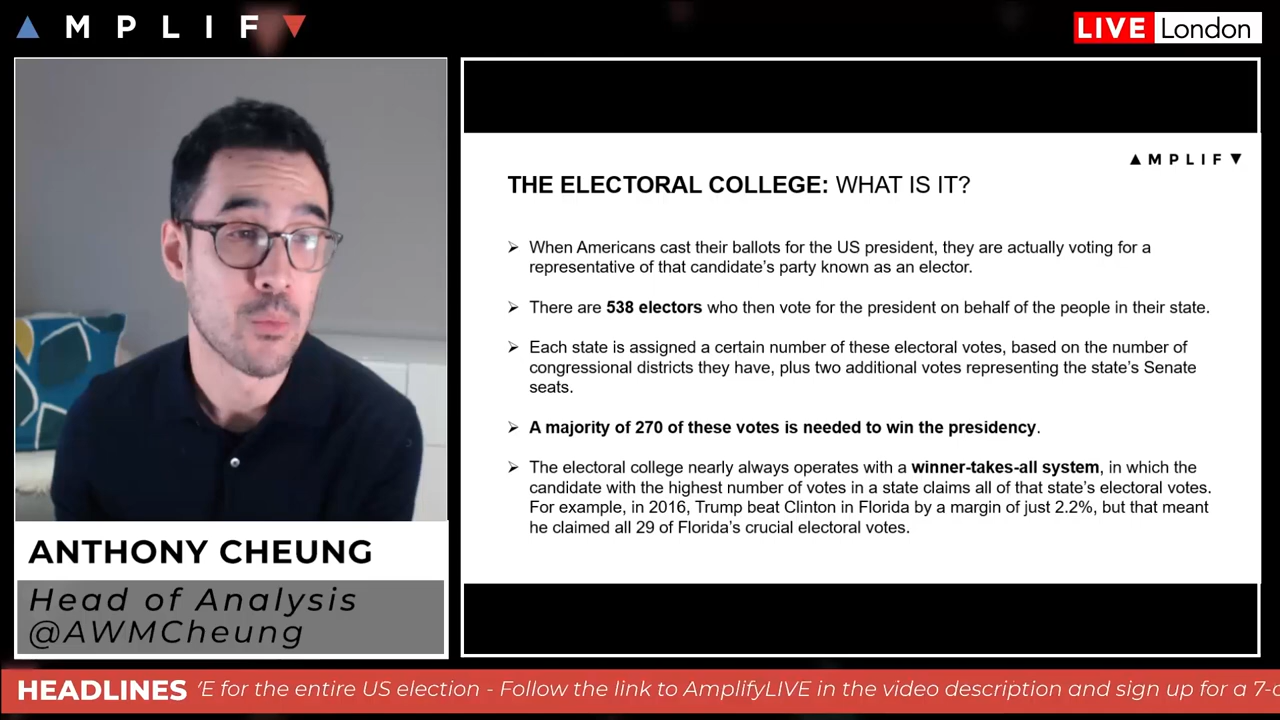 ▲ M P L I F ▼
LIVE London
▲ M P L I F ▼
THE ELECTORAL COLLEGE: WHAT IS IT?
➢ When Americans cast their ballots for the US president, they are actually voting for a
representative of that candidate's party known as an elector.
➢ There are 538 electors who then vote for the president on behalf of the people in their state.
➢ Each state is assigned a certain number of these electoral votes, based on the number of
congressional districts they have, plus two additional votes representing the state's Senate
seats.
➢ A majority of 270 of these votes is needed to win the presidency.
➢ The electoral college nearly always operates with a winner-takes-all system, in which the
candidate with the highest number of votes in a state claims all of that state's electoral votes.
For example, in 2016, Trump beat Clinton in Florida by a margin of just 2.2%, but that meant
he claimed all 29 of Florida's crucial electoral votes.
ANTHONY CHEUNG
Head of Analysis
@AWMCheung
HEADLINES 'E for the entire US election - Follow the link to AmplifyLIVE in the video description and sign up for a 7-